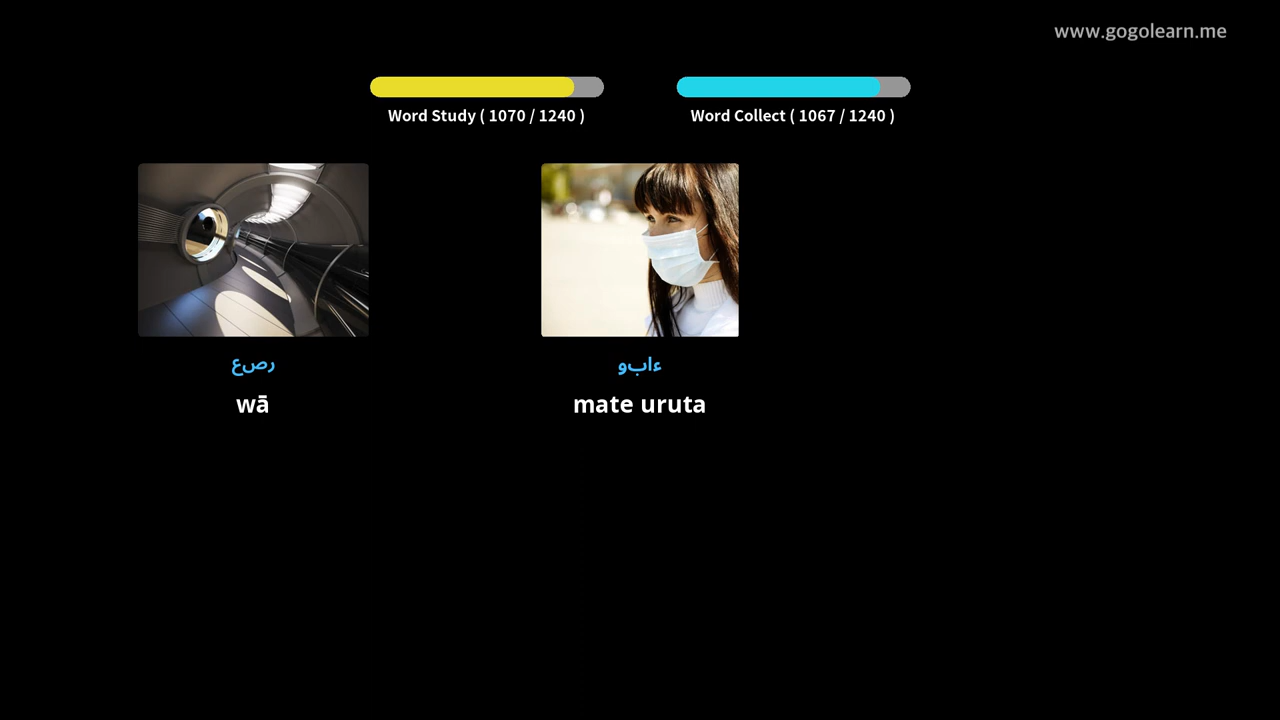 www.gogolearn.me
Word Study ( 1070 / 1240 )
Word Collect ( 1067 / 1240 )
رصع
wā
ءابو
mate uruta